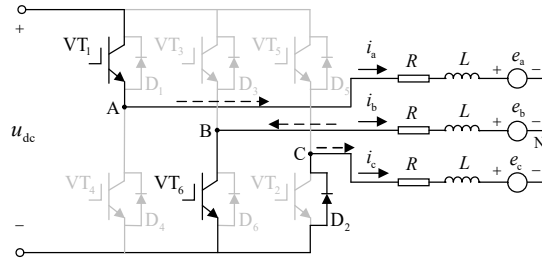 +
VT1 VT3 VT5
D1 D3 D5
ia R L + ea −
A
ib R L + eb −
B N
udc
C ic R L + ec −
VT4 VT6 VT2
D4 D6 D2
−